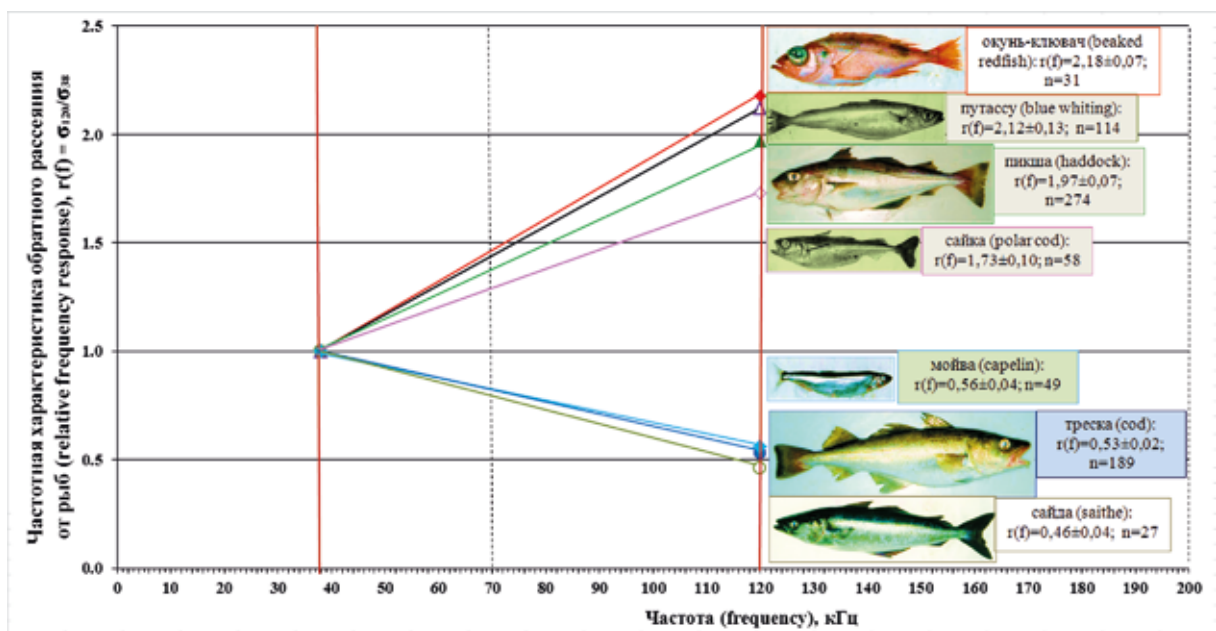 Частотная характеристика обратного рассеяния
от рыб (relative frequency response), r(f) = σ₁₂₀/σ₃₈
2.5
2.0
1.5
1.0
0.5
0.0
окунь-клювач (beaked
redfish): r(f)=2,18±0,07;
n=31
путассу (blue whiting):
r(f)=2,12±0,13; n=114
пикша (haddock):
r(f)=1,97±0,07;
n=274
сайка (polar cod):
r(f)=1,73±0,10; n=58
мойва (capelin):
r(f)=0,56±0,04; n=49
треска (cod):
r(f)=0,53±0,02;
n=189
сайда (saithe):
r(f)=0,46±0,04; n=27
0 10 20 30 40 50 60 70 80 90 100 110 120 130 140 150 160 170 180 190 200
Частота (frequency), кГц